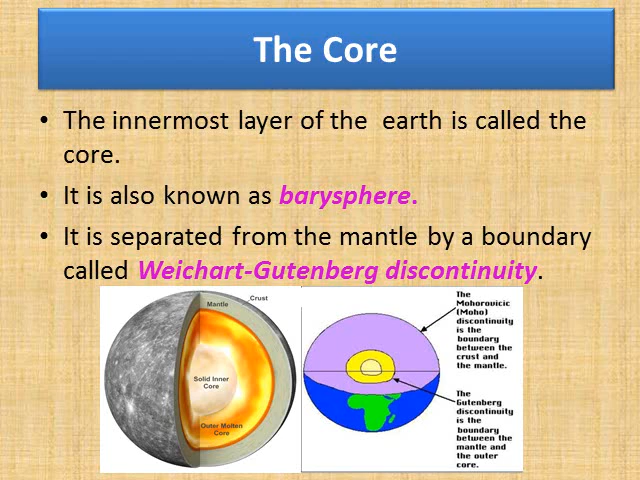 The Core
• The innermost layer of the earth is called the
core.
• It is also known as barysphere.
• It is separated from the mantle by a boundary
called Weichart-Gutenberg discontinuity.
Crust
Mantle
Solid Inner
Core
Outer Molten
Core
The
Mohorovicic
(Moho)
discontinuity
is the
boundary
between the
crust and
the mantle.
The
Gutenberg
discontinuity
is the
boundary
between the
mantle and
the outer
core.